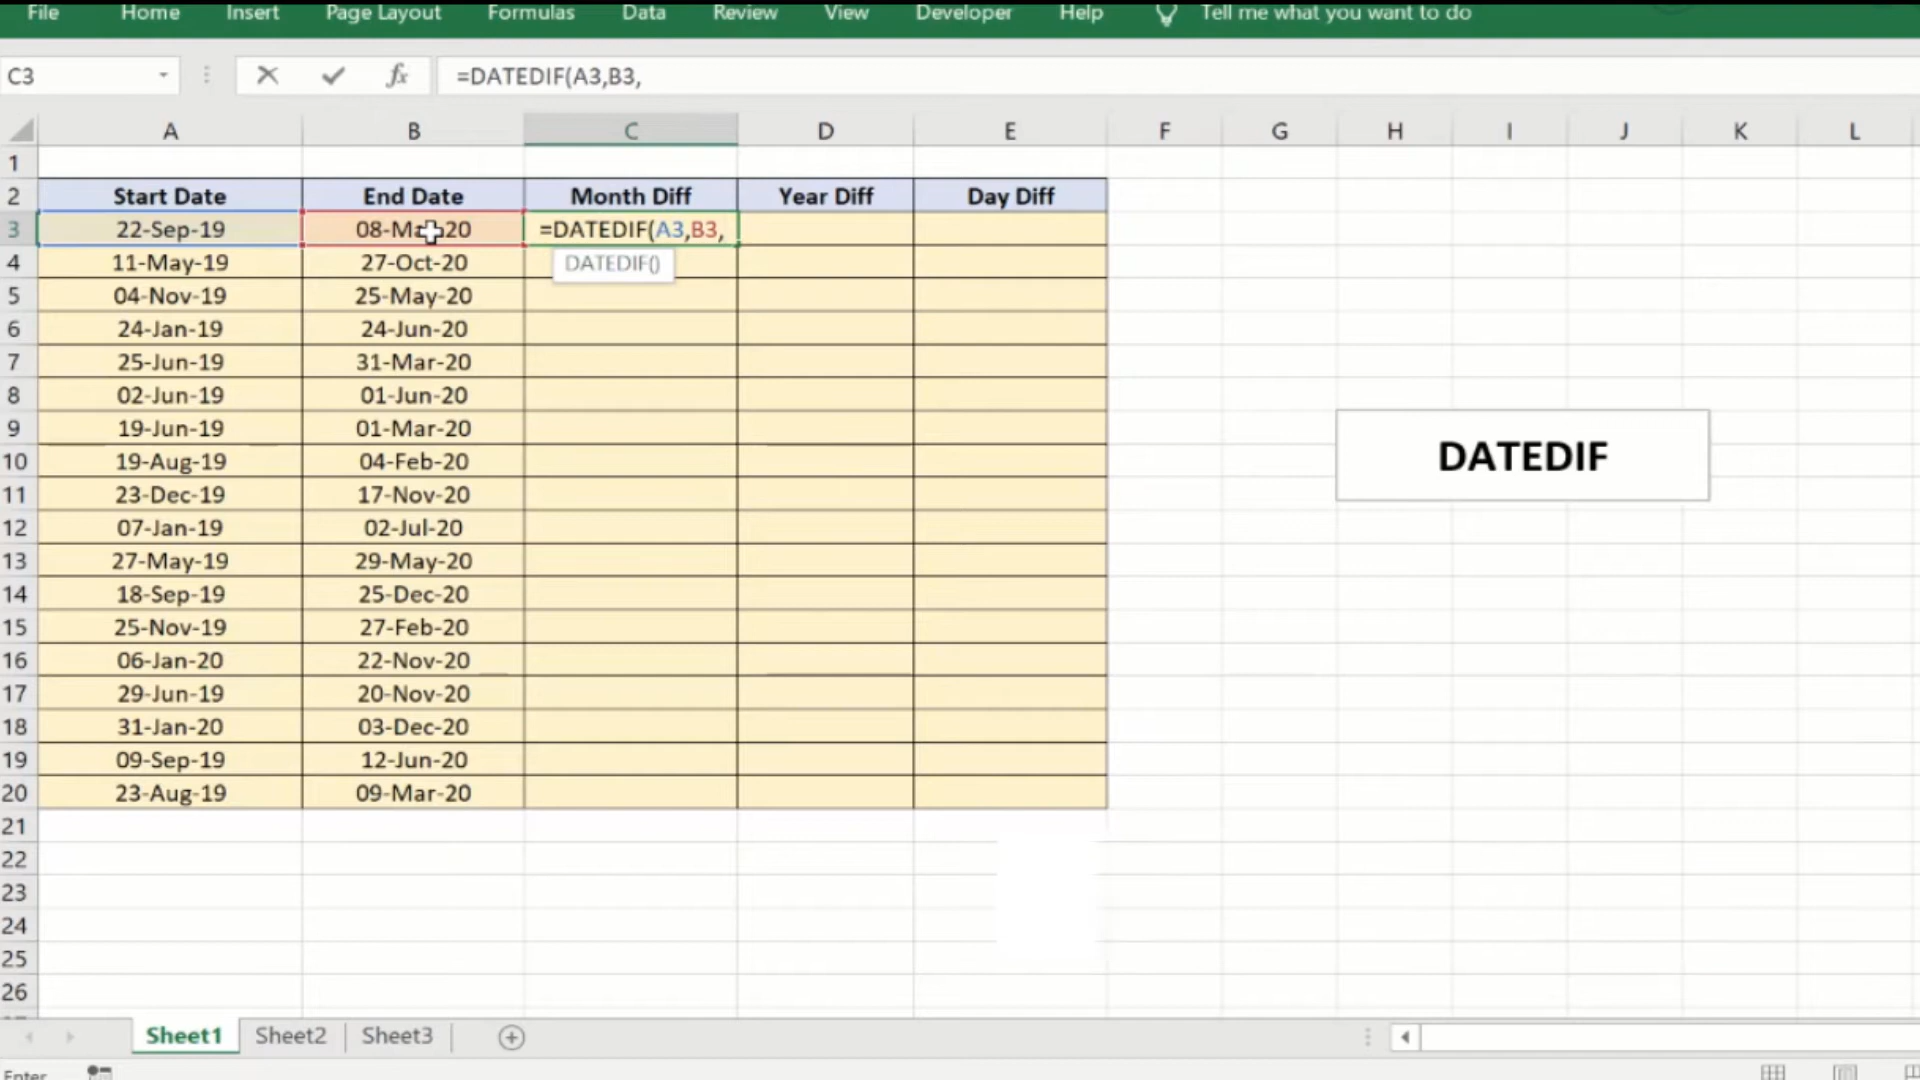 File Home Insert Page Layout Formulas Data Review View Developer Help Tell me what you want to do
C3 fx =DATEDIF(A3,B3,
A B C D E F G H I J K L
1
2 Start Date End Date Month Diff Year Diff Day Diff
3 22-Sep-19 =DATEDIF(A3,B3,
DATEDIF()
4 11-May-19 27-Oct-20
5 04-Nov-19 25-May-20
6 24-Jan-19 24-Jun-20
7 25-Jun-19 31-Mar-20
8 02-Jun-19 01-Jun-20
9 19-Jun-19 01-Mar-20
10 19-Aug-19 04-Feb-20
11 23-Dec-19 17-Nov-20
12 07-Jan-19 02-Jul-20
13 27-May-19 29-May-20
14 18-Sep-19 25-Dec-20
15 25-Nov-19 27-Feb-20
16 06-Jan-20 22-Nov-20
17 29-Jun-19 20-Nov-20
18 31-Jan-20 03-Dec-20
19 09-Sep-19 12-Jun-20
20 23-Aug-19 09-Mar-20
DATEDIF
21
22
23
24
25
26
Sheet1 Sheet2 Sheet3
Enter